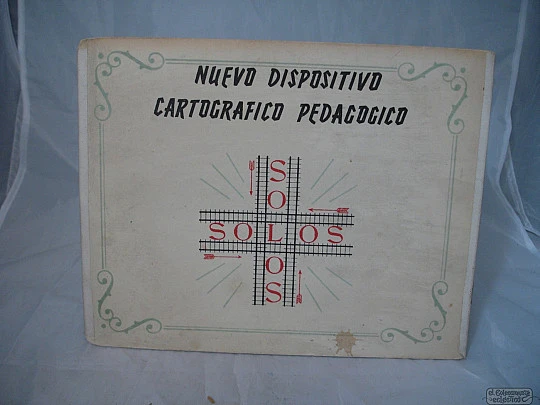 NUEVO DISPOSITIVO
CARTOGRAFICO PEDAGOGICO
S
O
SOLOS
O
S